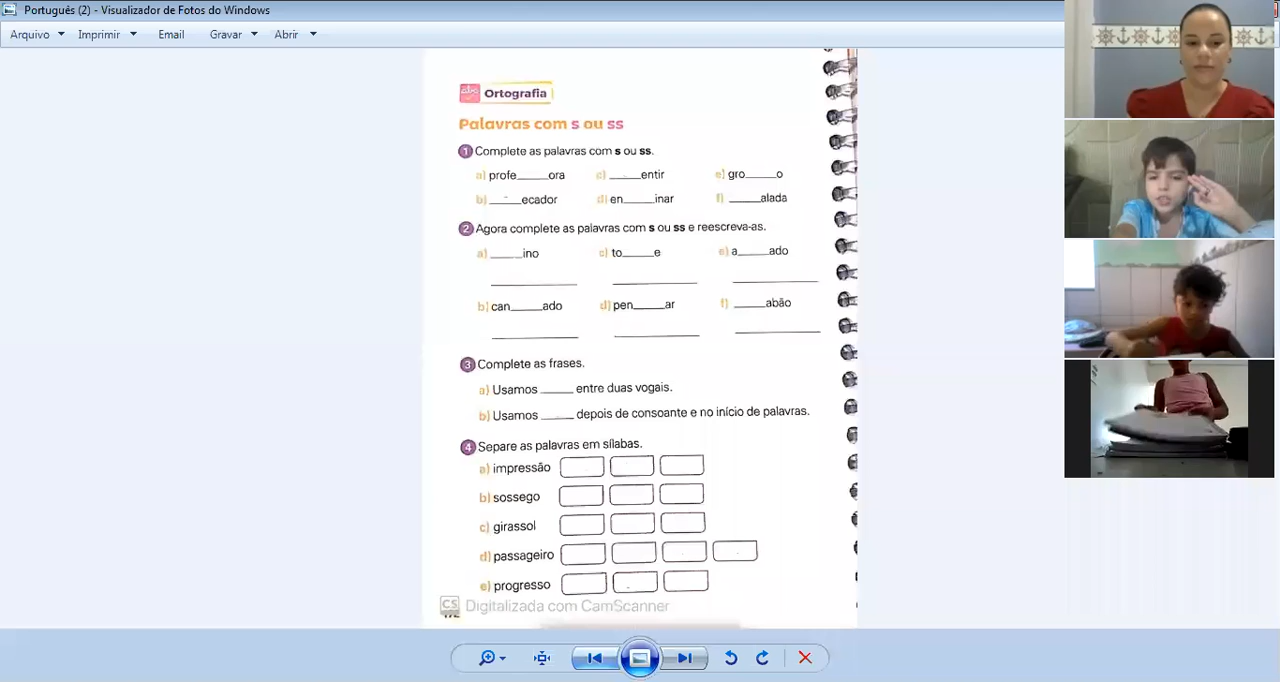 Português (2) - Visualizador de Fotos do Windows
Arquivo Imprimir Email Gravar Abrir
abc Ortografia
Palavras com s ou ss
1 Complete as palavras com s ou ss.
a) profe_____ora c) _____entir e) gro_____o
b) _____ecador d) en_____inar f) _____alada
2 Agora complete as palavras com s ou ss e reescreva-as.
a) _____ino c) to_____e e) a_____ado
b) can_____ado d) pen_____ar f) _____abão
3 Complete as frases.
a) Usamos _____ entre duas vogais.
b) Usamos _____ depois de consoante e no início de palavras.
4 Separe as palavras em sílabas.
a) impressão
b) sossego
c) girassol
d) passageiro
e) progresso
CS Digitalizada com CamScanner